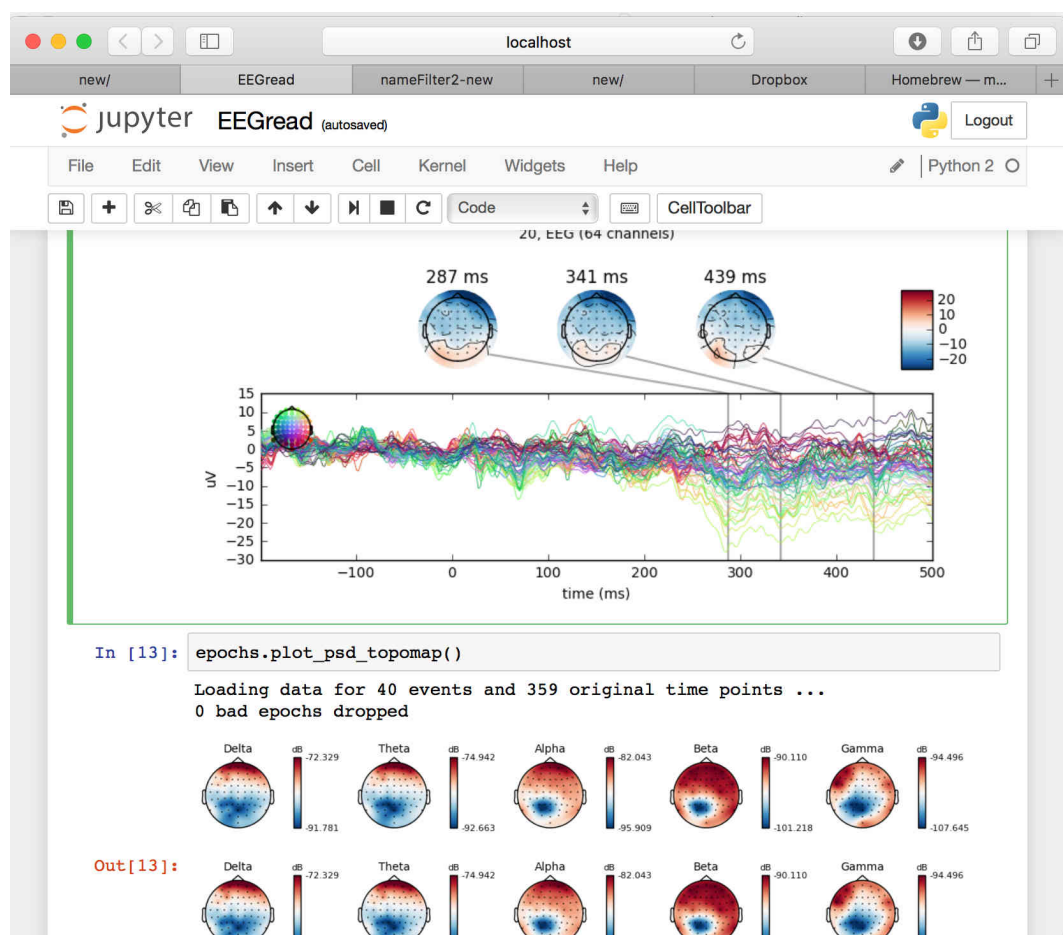 localhost
new/ EEGread nameFilter2-new new/ Dropbox Homebrew — m...
jupyter EEGread (autosaved) Logout
File Edit View Insert Cell Kernel Widgets Help Python 2
Code CellToolbar
20, EEG (64 channels)
287 ms 341 ms 439 ms
20
10
0
−10
−20
15
10
5
0
−5
−10
−15
−20
−25
−30
uV
−100 0 100 200 300 400 500
time (ms)
In [13]: epochs.plot_psd_topomap()
Loading data for 40 events and 359 original time points ...
0 bad epochs dropped
Delta dB Theta dB Alpha dB Beta dB Gamma dB
-72.329 -74.942 -82.043 -90.110 -94.496
-91.781 -92.663 -95.909 -101.218 -107.645
Out[13]: Delta dB Theta dB Alpha dB Beta dB Gamma dB
-72.329 -74.942 -82.043 -90.110 -94.496